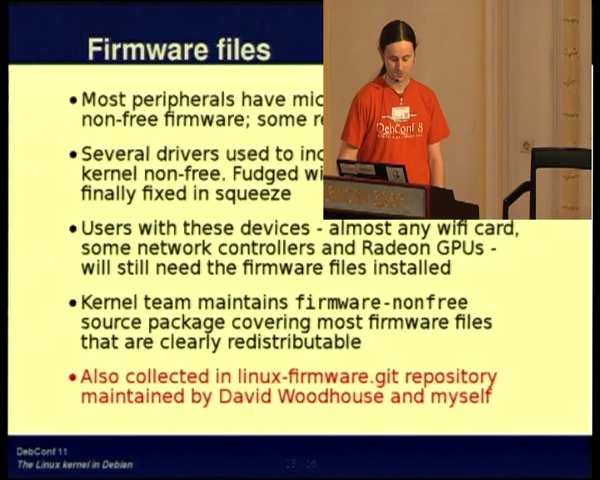 Firmware files
• Most peripherals have
non-free firmware; some
• Several drivers used to
kernel non-free. Fudged
finally fixed in squeeze
• Users with these devices - almost any wifi card,
some network controllers and Radeon GPUs -
will still need the firmware files installed
• Kernel team maintains firmware-nonfree
source package covering most firmware files
that are clearly redistributable
• Also collected in linux-firmware.git repository
maintained by David Woodhouse and myself
DebConf 11
The Linux kernel in Debian
DebConf 8